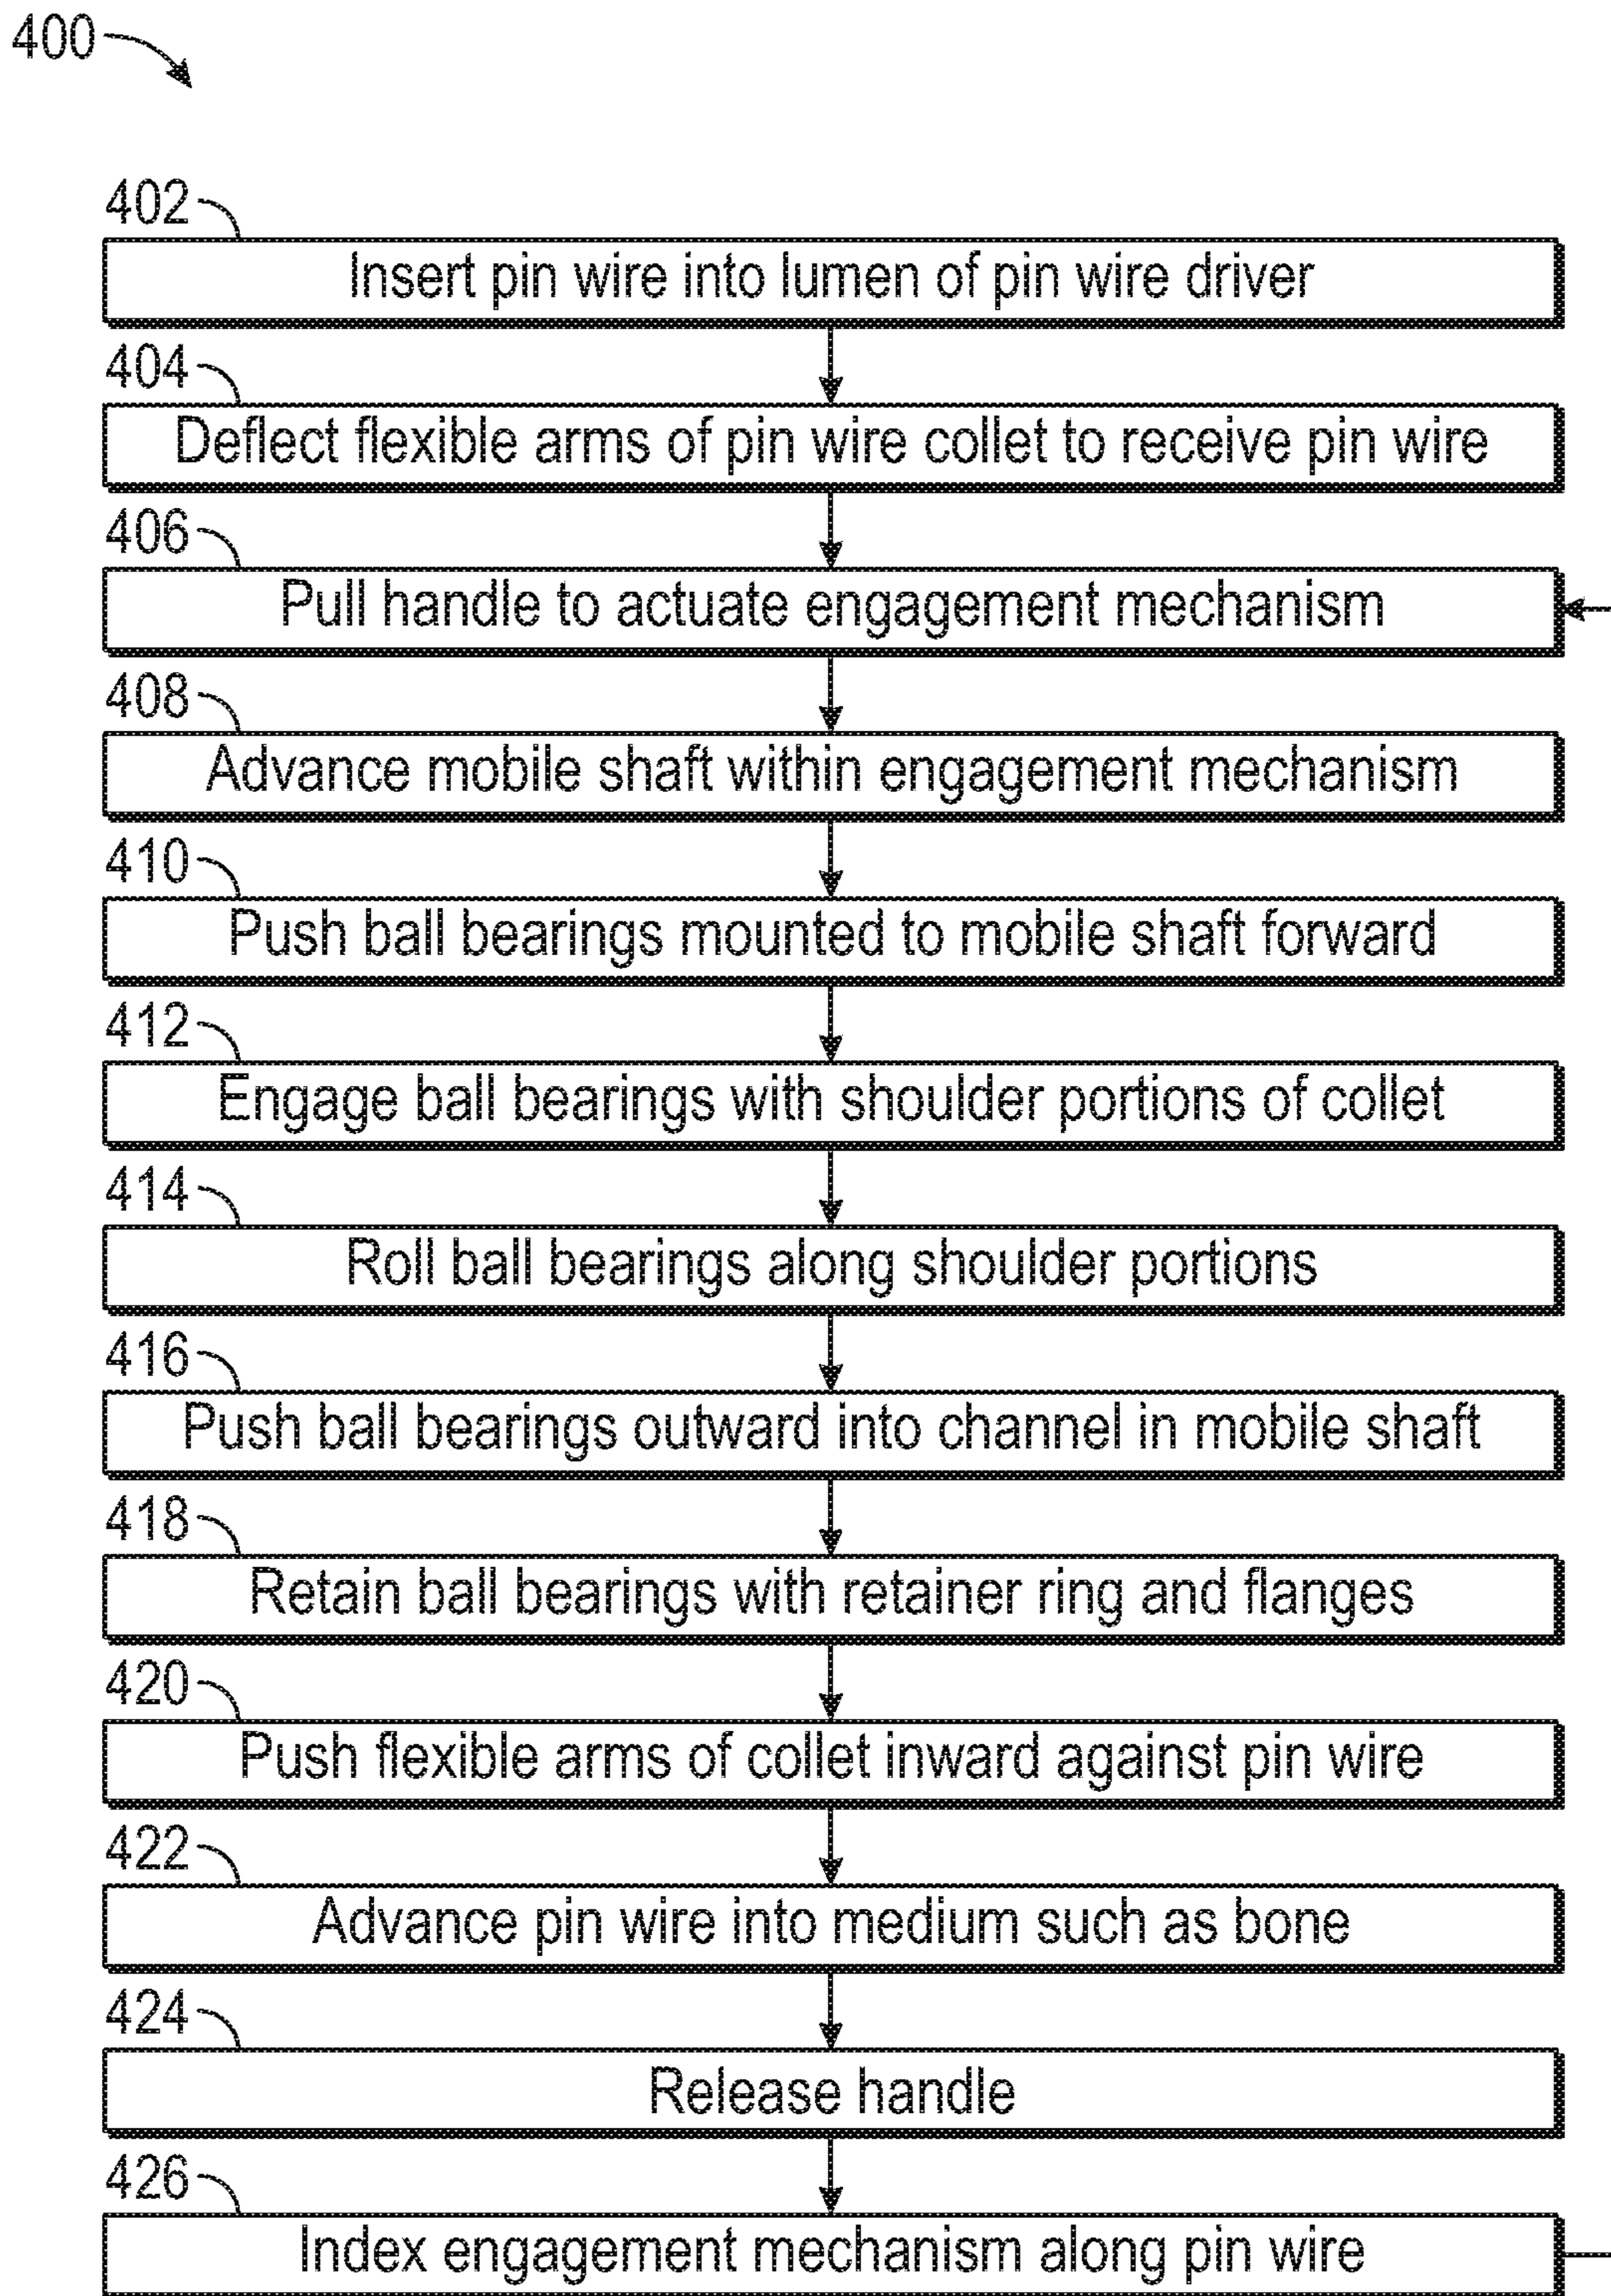 400
402
Insert pin wire into lumen of pin wire driver
404
Deflect flexible arms of pin wire collet to receive pin wire
406
Pull handle to actuate engagement mechanism
408
Advance mobile shaft within engagement mechanism
410
Push ball bearings mounted to mobile shaft forward
412
Engage ball bearings with shoulder portions of collet
414
Roll ball bearings along shoulder portions
416
Push ball bearings outward into channel in mobile shaft
418
Retain ball bearings with retainer ring and flanges
420
Push flexible arms of collet inward against pin wire
422
Advance pin wire into medium such as bone
424
Release handle
426
Index engagement mechanism along pin wire